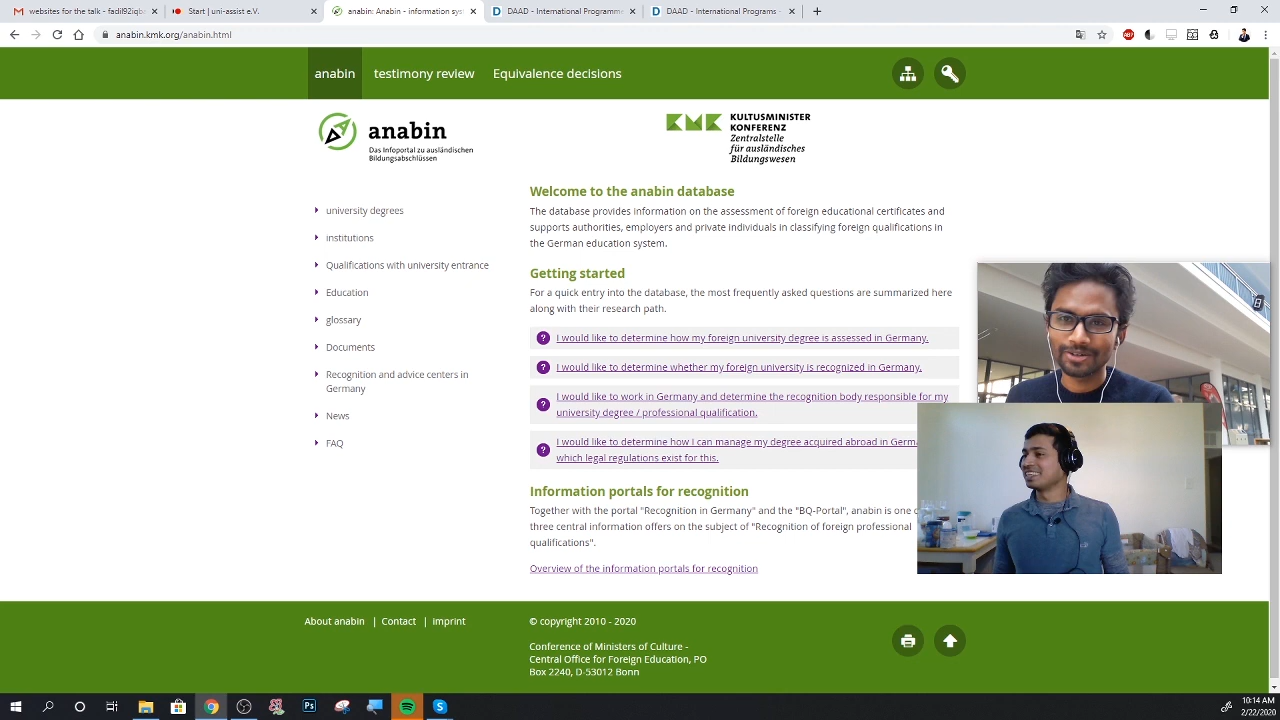 websites for the talk - fadil92iqba
Start | uni-assist e.V.
anabin - Information sys
DAAD - International Programme
DAAD - International Programes -
anabin.kmk.org/anabin.html
ABP
anabin
testimony review
Equivalence decisions
anabin
Das Infoportal zu ausländischen
Bildungsabschlüssen
KMK
KULTUSMINISTER
KONFERENZ
Zentralstelle
für ausländisches
Bildungswesen
university degrees
institutions
Qualifications with university entrance
Education
glossary
Documents
Recognition and advice centers in
Germany
News
FAQ
Welcome to the anabin database
The database provides information on the assessment of foreign educational certificates and
supports authorities, employers and private individuals in classifying foreign qualifications in
the German education system.
Getting started
For a quick entry into the database, the most frequently asked questions are summarized here
along with their research path.
? I would like to determine how my foreign university degree is assessed in Germany.
? I would like to determine whether my foreign university is recognized in Germany.
? I would like to work in Germany and determine the recognition body responsible for my
university degree / professional qualification.
? I would like to determine how I can manage my degree acquired abroad in Germa
which legal regulations exist for this.
Information portals for recognition
Together with the portal "Recognition in Germany" and the "BQ-Portal", anabin is one
three central information offers on the subject of "Recognition of foreign professional
qualifications".
Overview of the information portals for recognition
About anabin | Contact | imprint
© copyright 2010 - 2020
Conference of Ministers of Culture -
Central Office for Foreign Education, PO
Box 2240, D-53012 Bonn
10:14 AM
2/22/2020